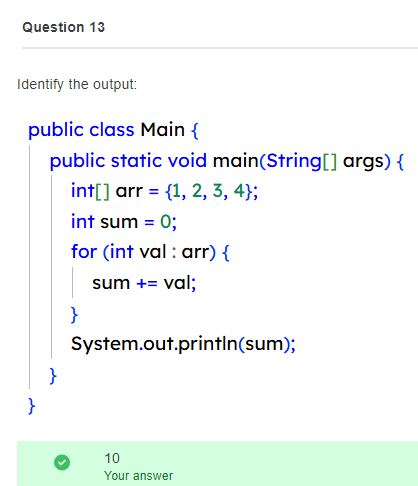 Question 13
Identify the output:
public class Main {
public static void main(String[] args) {
int[] arr = {1, 2, 3, 4};
int sum = 0;
for (int val : arr) {
sum += val;
}
System.out.println(sum);
}
}
10
Your answer